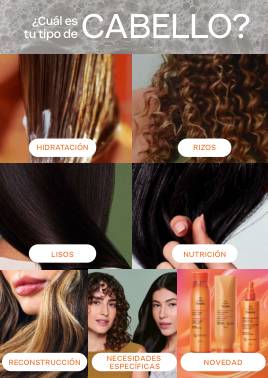 ¿Cuál es
tu tipo de CABELLO?
HIDRATACIÓN
RIZOS
LISOS
NUTRICIÓN
RECONSTRUCCIÓN
NECESIDADES
ESPECÍFICAS
NOVEDAD